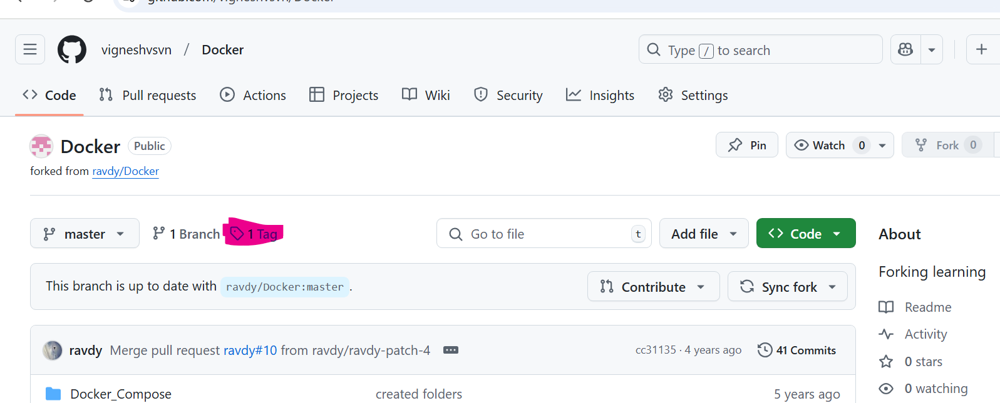 vigneshvsvn / Docker
Type / to search
Code Pull requests Actions Projects Wiki Security Insights Settings
Docker Public
Pin Watch 0 Fork 0
forked from ravdy/Docker
master 1 Branch 1 Tag
Go to file t Add file Code
This branch is up to date with ravdy/Docker:master.
Contribute Sync fork
ravdy Merge pull request ravdy#10 from ravdy/ravdy-patch-4 cc31135 · 4 years ago 41 Commits
Docker_Compose created folders 5 years ago
About
Forking learning
Readme
Activity
0 stars
0 watching